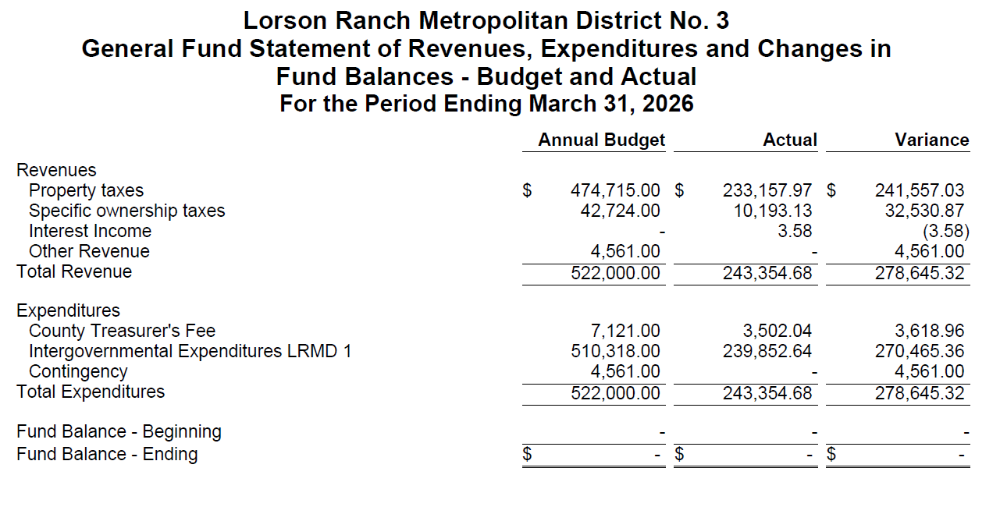 Lorson Ranch Metropolitan District No. 3
General Fund Statement of Revenues, Expenditures and Changes in
Fund Balances - Budget and Actual
For the Period Ending March 31, 2026
Annual Budget Actual Variance
Revenues
Property taxes $ 474,715.00 $ 233,157.97 $ 241,557.03
Specific ownership taxes 42,724.00 10,193.13 32,530.87
Interest Income - 3.58 (3.58)
Other Revenue 4,561.00 - 4,561.00
Total Revenue 522,000.00 243,354.68 278,645.32
Expenditures
County Treasurer's Fee 7,121.00 3,502.04 3,618.96
Intergovernmental Expenditures LRMD 1 510,318.00 239,852.64 270,465.36
Contingency 4,561.00 - 4,561.00
Total Expenditures 522,000.00 243,354.68 278,645.32
Fund Balance - Beginning - - -
Fund Balance - Ending $ - $ - $ -